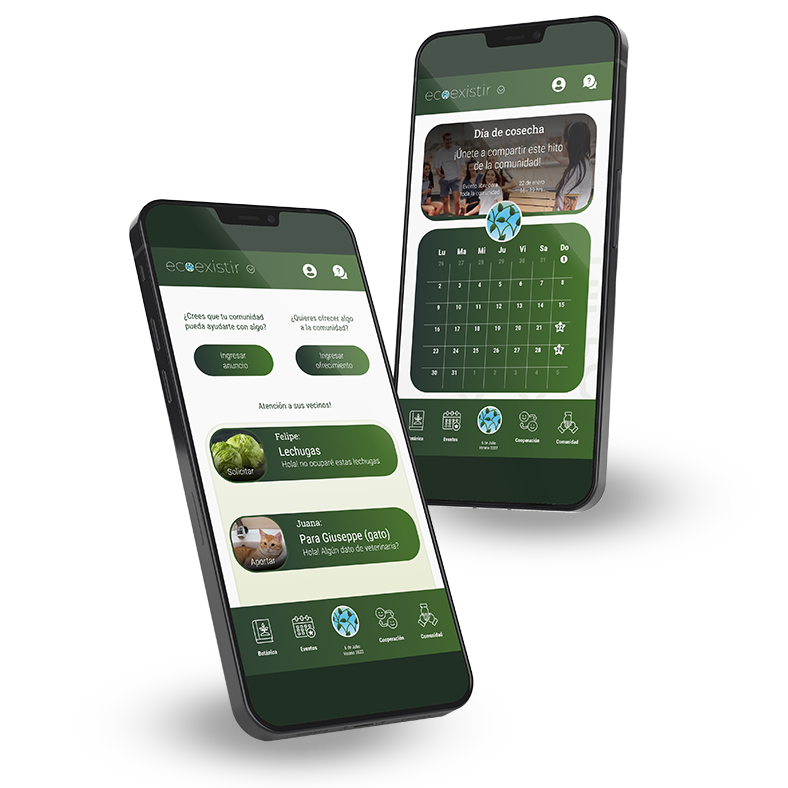 ecoexistir
¿Crees que tu comunidad
pueda ayudarte con algo?
Ingresar
anuncio
¿Quieres ofrecer algo
a la comunidad?
Ingresar
ofrecimiento
Atención a sus vecinos!
Felipe:
Lechugas
Hola! no ocuparé estas lechugas
Solicitar
Juana:
Para Giuseppe (gato)
Hola! Algún dato de veterinaria?
Aportar
Botánica
Eventos
6 de Julio
Verano 2022
Cooperación
Comunidad
ecoexistir
Día de cosecha
¡Únete a compartir este hito
de la comunidad!
Evento libre para
toda la comunidad
22 de enero
Lu Ma Mi Ju Vi Sa Do
26 27 28 29 30 31 1
2 3 4 5 6 7 8
9 10 11 12 13 14 15
16 17 18 19 20 21
23 24 25 26 27 28
30 31 1 2 3 4 5
Botánica
Eventos
6 de Julio
Verano 2022
Cooperación
Comunidad